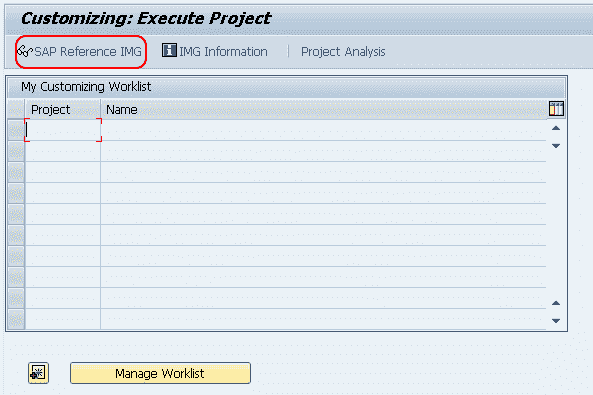 Customizing: Execute Project
SAP Reference IMG IMG Information Project Analysis
My Customizing Worklist
Project Name
Manage Worklist